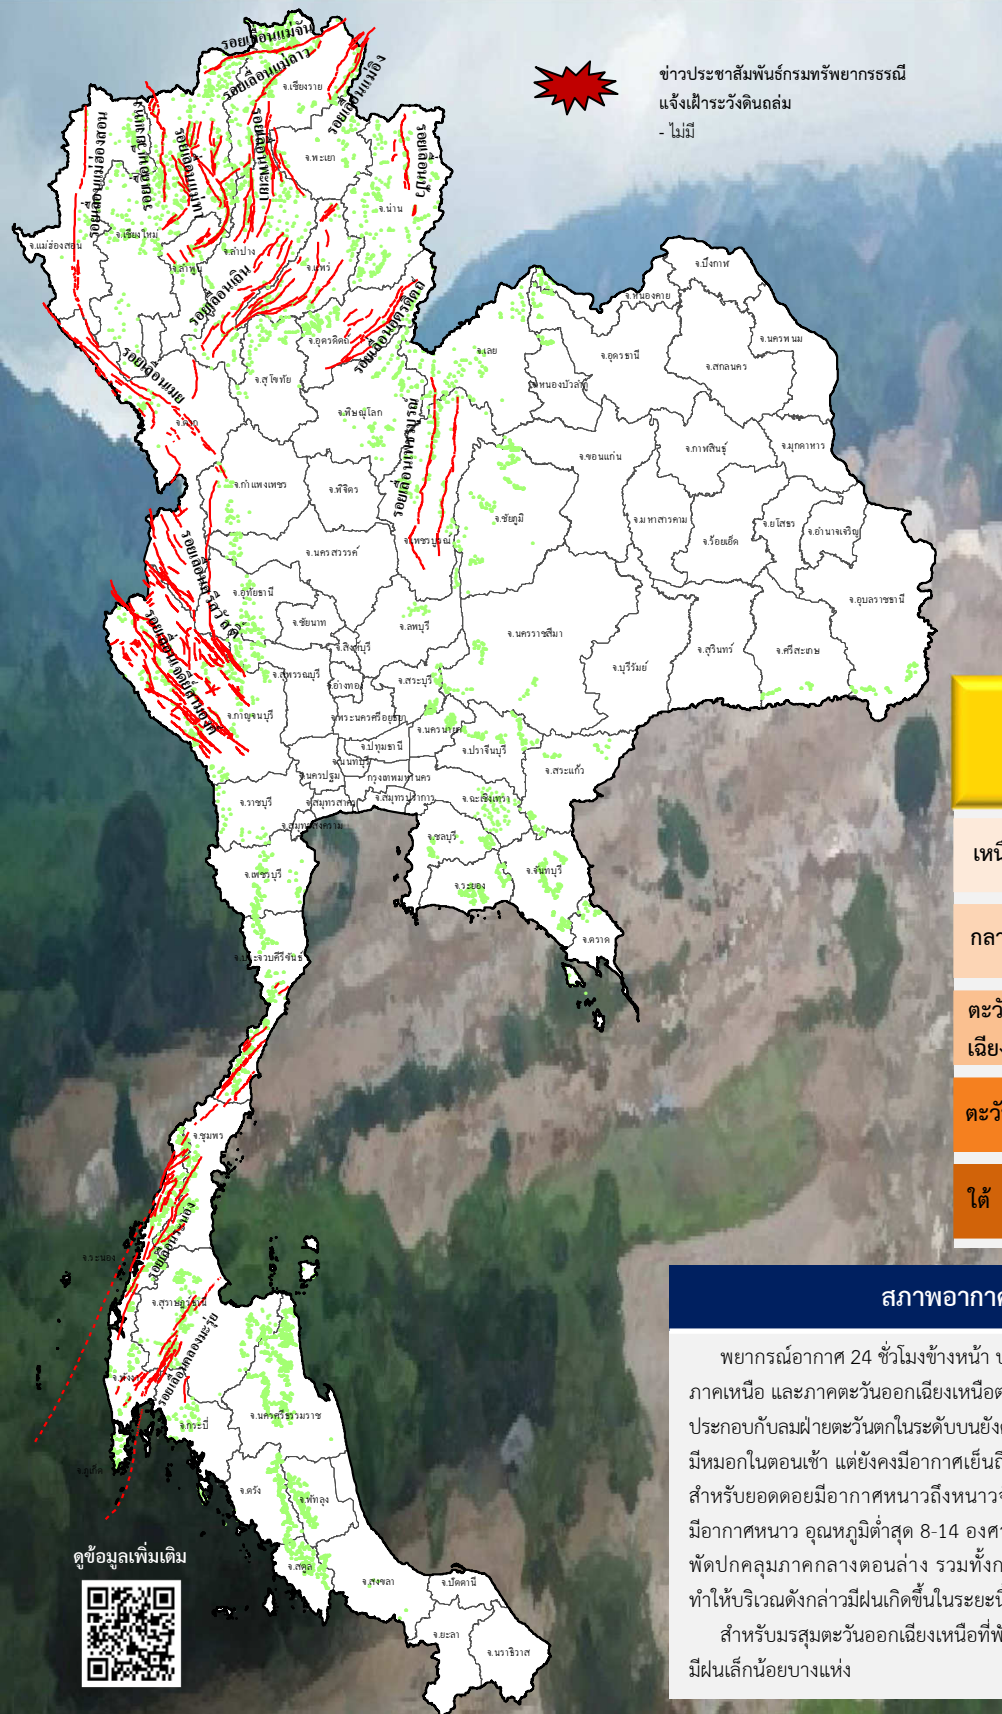 ข่าวประชาสัมพันธ์กรมทรัพยากรธรณี
แจ้งเฝ้าระวังดินถล่ม
- ไม่มี
รอยเลื่อนแม่จัน
รอยเลื่อนแม่ลาว
จ.เชียงราย
รอยเลื่อนแม่อิง
รอยเลื่อนแม่ฮ่องสอน
รอยเลื่อนแม่ทา
รอยเลื่อนพะเยา
จ.พะเยา
รอยเลื่อนปัว
จ.น่าน
จ.แม่ฮ่องสอน
จ.เชียงใหม่
จ.ลำพูน
จ.ลำปาง
จ.แพร่
รอยเลื่อนเถิน
รอยเลื่อนอุตรดิตถ์
จ.อุตรดิตถ์
จ.บึงกาฬ
จ.หนองคาย
จ.นครพนม
จ.เลย
จ.อุดรธานี
จ.สกลนคร
จ.หนองบัวลำภู
รอยเลื่อนเมย
จ.สุโขทัย
จ.ตาก
จ.พิษณุโลก
รอยเลื่อนเพชรบูรณ์
จ.ขอนแก่น
จ.กาฬสินธุ์
จ.มุกดาหาร
จ.กำแพงเพชร
จ.พิจิตร
จ.ชัยภูมิ
จ.มหาสารคาม
จ.ยโสธร
จ.อำนาจเจริญ
จ.ร้อยเอ็ด
จ.เพชรบูรณ์
จ.นครสวรรค์
รอยเลื่อนศรีสวัสดิ์
จ.อุทัยธานี
จ.อุบลราชธานี
จ.ชัยนาท
จ.ลพบุรี
จ.นครราชสีมา
จ.สิงห์บุรี
จ.บุรีรัมย์
จ.สุรินทร์
จ.ศรีสะเกษ
รอยเลื่อนเจดีย์สามองค์
จ.สุพรรณบุรี
จ.อ่างทอง
จ.สระบุรี
จ.กาญจนบุรี
จ.พระนครศรีอยุธยา
จ.นครนายก
จ.ปทุมธานี
จ.ปราจีนบุรี
จ.นนทบุรี
จ.นครปฐม
กรุงเทพมหานคร
จ.สระแก้ว
จ.ราชบุรี
จ.สมุทรสาคร
จ.สมุทรปราการ
จ.ฉะเชิงเทรา
จ.สมุทรสงคราม
จ.ชลบุรี
จ.เพชรบุรี
จ.ระยอง
จ.จันทบุรี
จ.ตราด
จ.ประจวบคีรีขันธ์
จ.ชุมพร
จ.ระนอง
รอยเลื่อนระนอง
จ.สุราษฎร์ธานี
รอยเลื่อนคลองมะรุ่ย
จ.พังงา
จ.กระบี่
จ.นครศรีธรรมราช
จ.ภูเก็ต
จ.ตรัง
จ.พัทลุง
จ.สตูล
จ.สงขลา
จ.ปัตตานี
จ.ยะลา
จ.นราธิวาส
ดูข้อมูลเพิ่มเติม
ใต้
สภาพอากาศ
พยากรณ์อากาศ 24 ชั่วโมงข้างหน้า
ภาคเหนือ และภาคตะวันออกเฉียงเหนือ
ประกอบกับลมฝ่ายตะวันตกในระดับบนยัง
มีหมอกในตอนเช้า แต่ยังคงมีอากาศเย็น
สำหรับยอดดอยมีอากาศหนาวถึงหนาว
มีอากาศหนาว อุณหภูมิต่ำสุด 8-14 องศา
พัดปกคลุมภาคกลางตอนล่าง รวมทั้ง
ทำให้บริเวณดังกล่าวมีฝนเกิดขึ้นในระยะ
สำหรับมรสุมตะวันออกเฉียงเหนือที่
มีฝนเล็กน้อยบางแห่ง